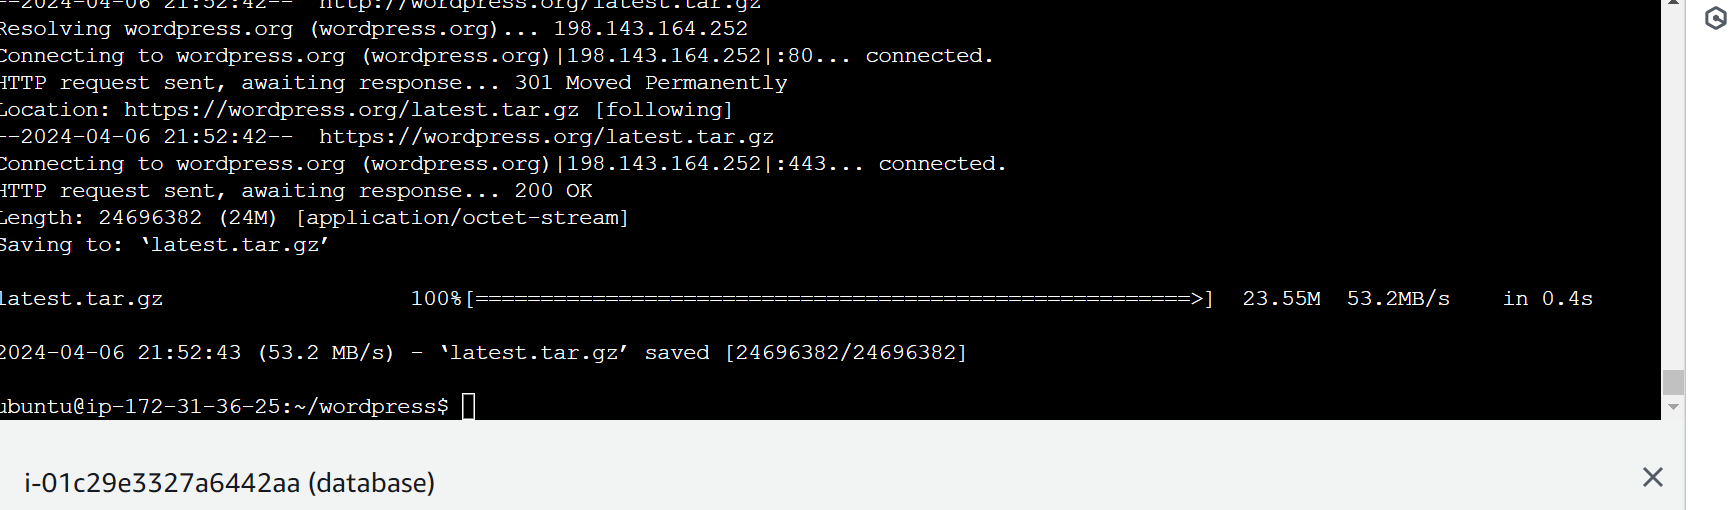 --2024-04-06 21:52:42--  http://wordpress.org/latest.tar.gz
Resolving wordpress.org (wordpress.org)... 198.143.164.252
Connecting to wordpress.org (wordpress.org)|198.143.164.252|:80... connected.
HTTP request sent, awaiting response... 301 Moved Permanently
Location: https://wordpress.org/latest.tar.gz [following]
--2024-04-06 21:52:42--  https://wordpress.org/latest.tar.gz
Connecting to wordpress.org (wordpress.org)|198.143.164.252|:443... connected.
HTTP request sent, awaiting response... 200 OK
Length: 24696382 (24M) [application/octet-stream]
Saving to: ‘latest.tar.gz’
latest.tar.gz                   100%[=======================================================>]  23.55M  53.2MB/s    in 0.4s
2024-04-06 21:52:43 (53.2 MB/s) - ‘latest.tar.gz’ saved [24696382/24696382]
ubuntu@ip-172-31-36-25:~/wordpress$
i-01c29e3327a6442aa (database)